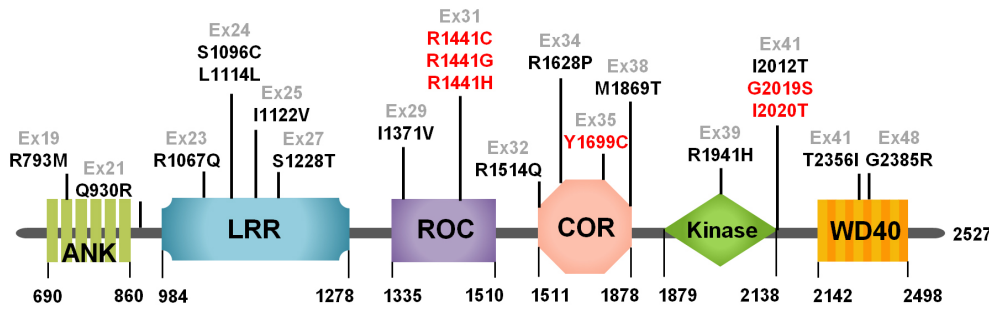 Ex19
R793M
Ex21
Q930R
Ex23
R1067Q
Ex24
S1096C
L1114L
Ex25
I1122V
Ex27
S1228T
Ex29
I1371V
Ex31
R1441C
R1441G
R1441H
Ex32
R1514Q
Ex34
R1628P
Ex35
Y1699C
Ex38
M1869T
Ex39
R1941H
Ex41
I2012T
G2019S
I2020T
Ex41
T2356I
Ex48
G2385R
ANK
LRR
ROC
COR
Kinase
WD40
2527
690
860
984
1278
1335
1510
1511
1878
1879
2138
2142
2498